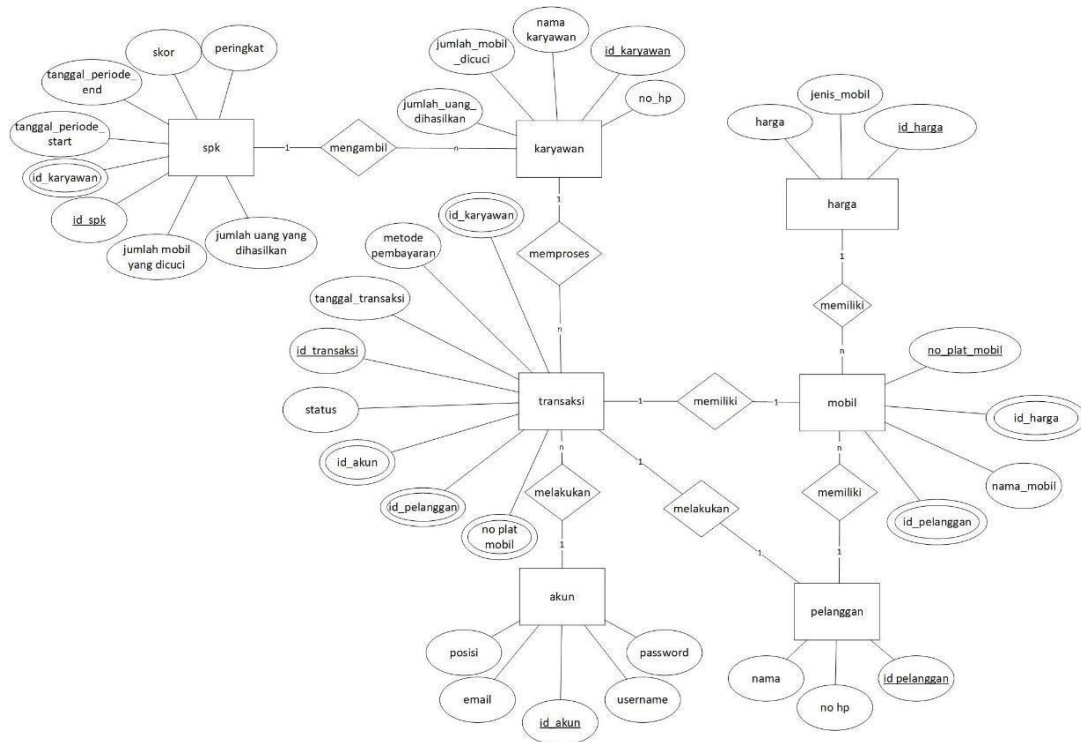 skor
peringkat
tanggal_periode_
end
tanggal_periode_
start
id_karyawan
id_spk
jumlah mobil
yang dicuci
jumlah uang yang
dihasilkan
spk
1
mengambil
n
nama
karyawan
jumlah_mobil
_dicuci
id_karyawan
jumlah_uang_
dihasilkan
no_hp
karyawan
1
memproses
n
jenis_mobil
harga
id_harga
harga
1
memiliki
n
id_karyawan
metode
pembayaran
tanggal_transaksi
id_transaksi
status
id_akun
id_pelanggan
no plat
mobil
transaksi
1
memiliki
1
mobil
no_plat_mobil
id_harga
nama_mobil
id_pelanggan
n
memiliki
1
n
melakukan
1
1
melakukan
1
akun
posisi
email
id_akun
username
password
pelanggan
nama
no hp
id pelanggan